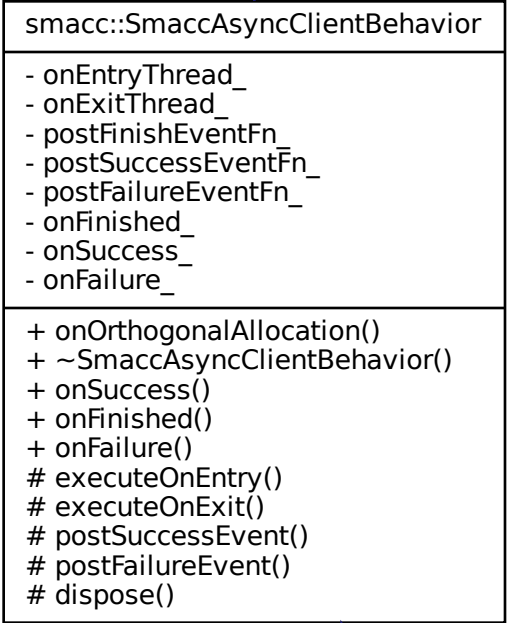 smacc::SmaccAsyncClientBehavior
- onEntryThread_
- onExitThread_
- postFinishEventFn_
- postSuccessEventFn_
- postFailureEventFn_
- onFinished_
- onSuccess_
- onFailure_
+ onOrthogonalAllocation()
+ ~SmaccAsyncClientBehavior()
+ onSuccess()
+ onFinished()
+ onFailure()
# executeOnEntry()
# executeOnExit()
# postSuccessEvent()
# postFailureEvent()
# dispose()